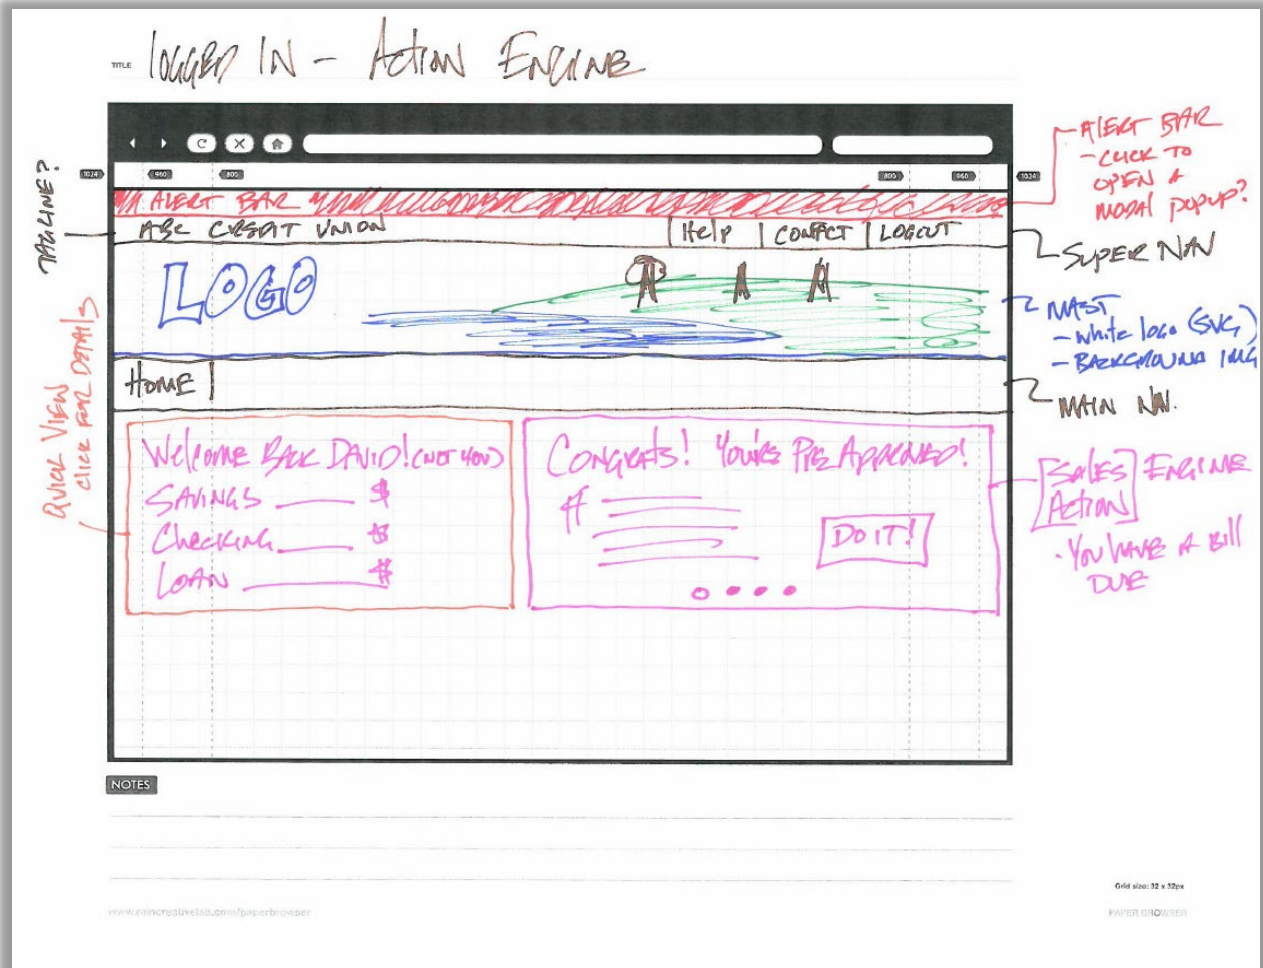 TITLE LOGGED IN - ACTION ENGINE
1024 960 800 800 960 1024
TAGLINE?
ALERT BAR
ABC CREDIT UNION Help CONTACT LOGOUT
LOGO
HOME
Welcome BACK DAVID! (NOT YOU)
SAVINGS $
Checking $
LOAN $
CONGRATS! YOU'RE PRE APPROVED!
DO IT!
QUICK VIEW
CLICK FOR DETAILS
ALERT BAR
- CLICK TO
OPEN A
MODAL POPUP?
SUPER NAV
MAST
- White logo (SVG)
- BACKGROUND IMG
MAIN NAV.
[SALES] ENGINE
[ACTION]
· YOU HAVE A BILL
DUE
NOTES
Grid size: 32 x 32px
www.raincreativelab.com/paperbrowser
PAPER BROWSER